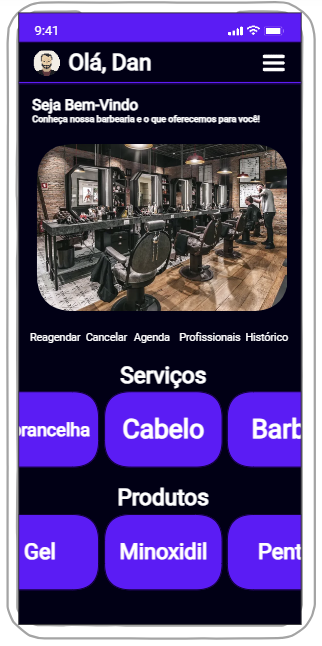 9:41
Olá, Dan
Seja Bem-Vindo
Conheça nossa barbearia e o que oferecemos para você!
Reagendar Cancelar Agenda Profissionais Histórico
Serviços
orancelha Cabelo Barb
Produtos
Gel Minoxidil Pent